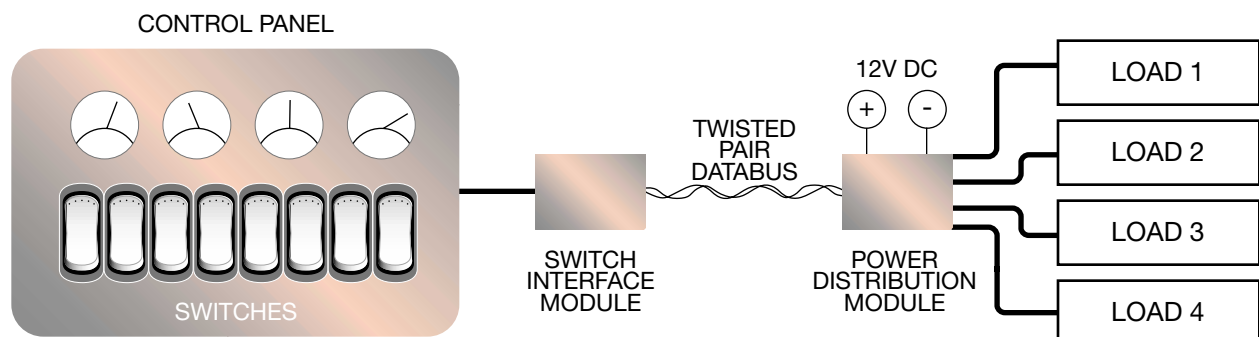 CONTROL PANEL
SWITCHES
SWITCH
INTERFACE
MODULE
TWISTED
PAIR
DATABUS
12V DC
+
-
POWER
DISTRIBUTION
MODULE
LOAD 1
LOAD 2
LOAD 3
LOAD 4